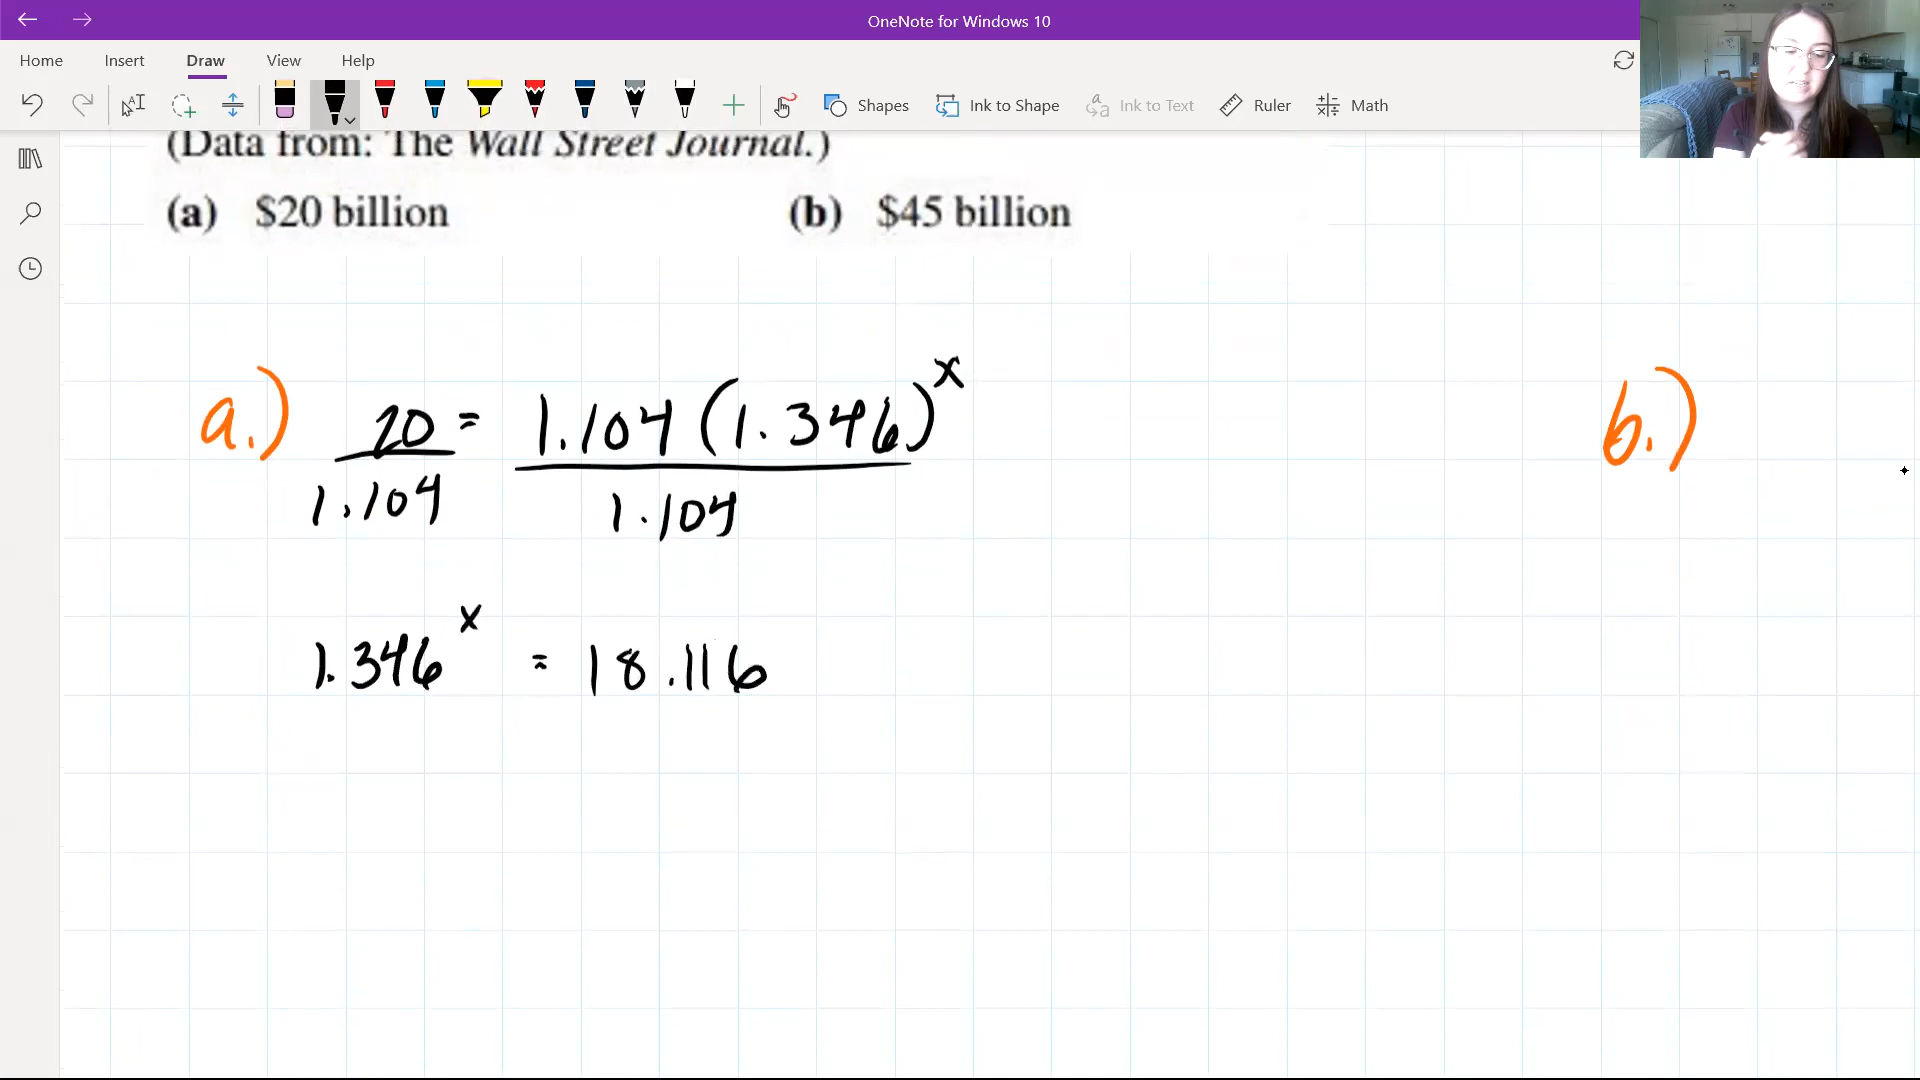 OneNote for Windows 10
Home Insert Draw View Help
Shapes Ink to Shape Ink to Text Ruler Math
(Data from: The Wall Street Journal.)
(a) $20 billion (b) $45 billion
a.) 20 = 1.104 (1.346)^x b.)
1.104 1.104
1.346^x = 18.116